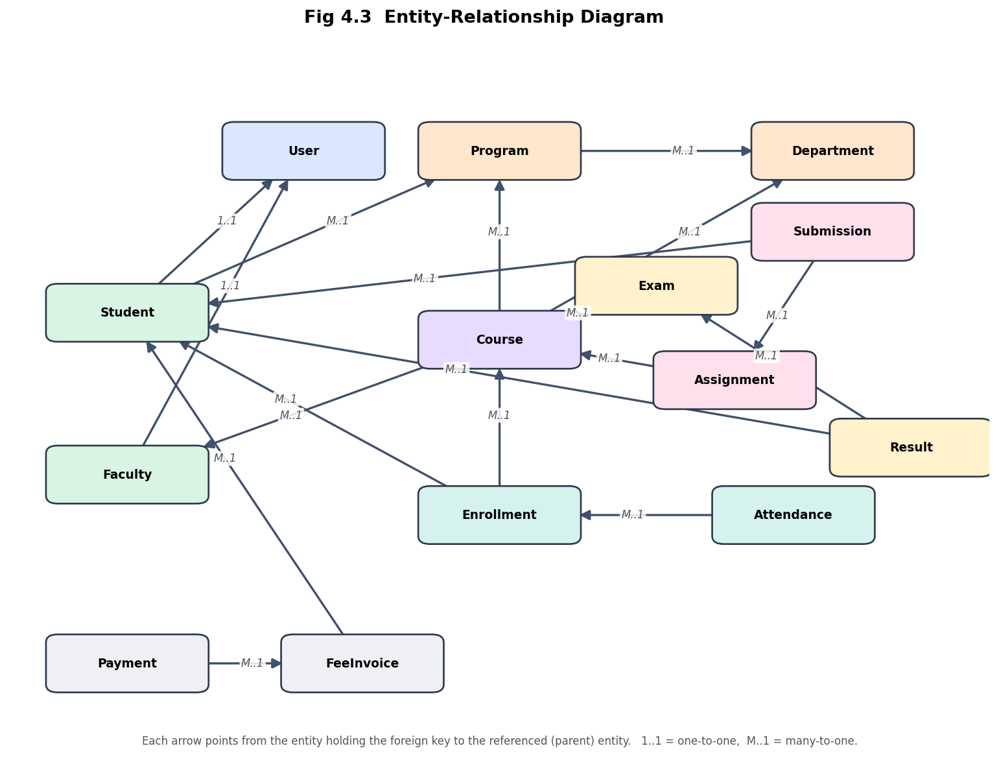 Fig 4.3  Entity-Relationship Diagram
User
Program
M..1
Department
1..1
M..1
M..1
M..1
Submission
M..1
1..1
Exam
Student
M..1
M..1
Course
M..1
M..1
Assignment
M..1
M..1
M..1
M..1
Result
M..1
Faculty
Enrollment
M..1
Attendance
Payment
M..1
FeeInvoice
Each arrow points from the entity holding the foreign key to the referenced (parent) entity.   1..1 = one-to-one,  M..1 = many-to-one.